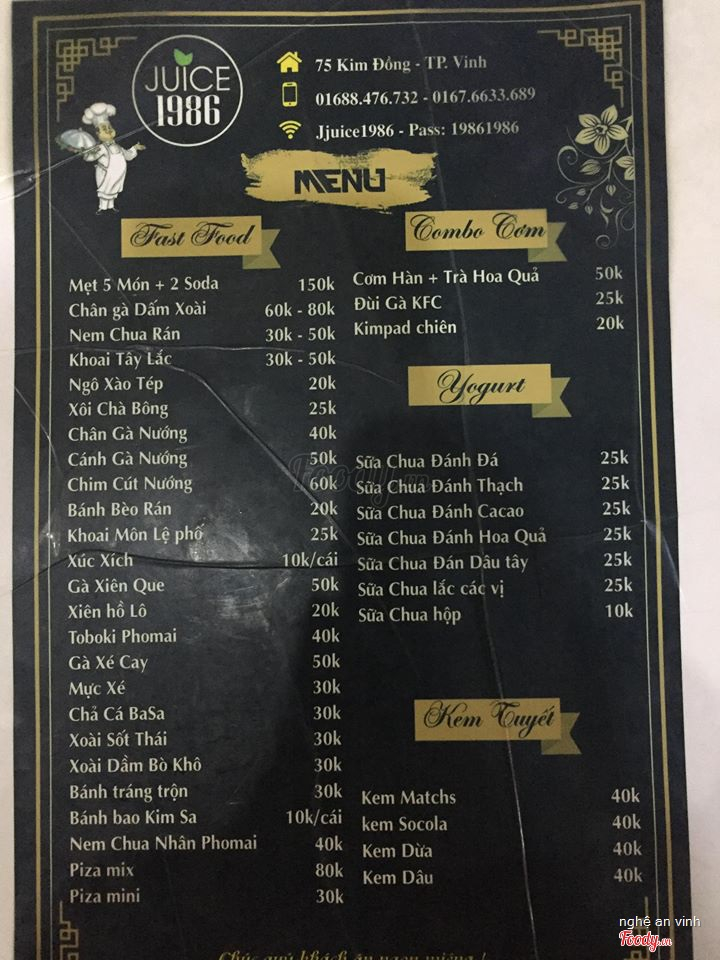 JUICE
1986
75 Kim Đồng - TP. Vinh
01688.476.732 - 0167.6633.689
Jjuice1986 - Pass: 19861986
MENU
Fast Food
Mẹt 5 Món + 2 Soda 150k
Chân gà Dấm Xoài 60k - 80k
Nem Chua Rán 30k - 50k
Khoai Tây Lắc 30k - 50k
Ngô Xào Tép 20k
Xôi Chà Bông 25k
Chân Gà Nướng 40k
Cánh Gà Nướng 50k
Chim Cút Nướng 60k
Bánh Bèo Rán 20k
Khoai Môn Lệ phố 25k
Xúc Xích 10k/cái
Gà Xiên Que 50k
Xiên hồ Lô 20k
Toboki Phomai 40k
Gà Xé Cay 50k
Mực Xé 30k
Chả Cá BaSa 30k
Xoài Sốt Thái 30k
Xoài Dầm Bò Khô 30k
Bánh tráng trộn 30k
Bánh bao Kim Sa 10k/cái
Nem Chua Nhân Phomai 40k
Piza mix 80k
Piza mini 30k
Combo Cơm
Cơm Hàn + Trà Hoa Quả 50k
Đùi Gà KFC 25k
Kimpad chiên 20k
Yogurt
Sữa Chua Đánh Đá 25k
Sữa Chua Đánh Thạch 25k
Sữa Chua Đánh Cacao 25k
Sữa Chua Đánh Hoa Quả 25k
Sữa Chua Đán Dâu tây 25k
Sữa Chua lắc các vị 25k
Sữa Chua hộp 10k
Kem Tuyết
Kem Matchs 40k
kem Socola 40k
Kem Dừa 40k
Kem Dâu 40k
Chúc quý khách ăn ngon miệng !
Foody.vn
nghệ an vinh
Foody.vn